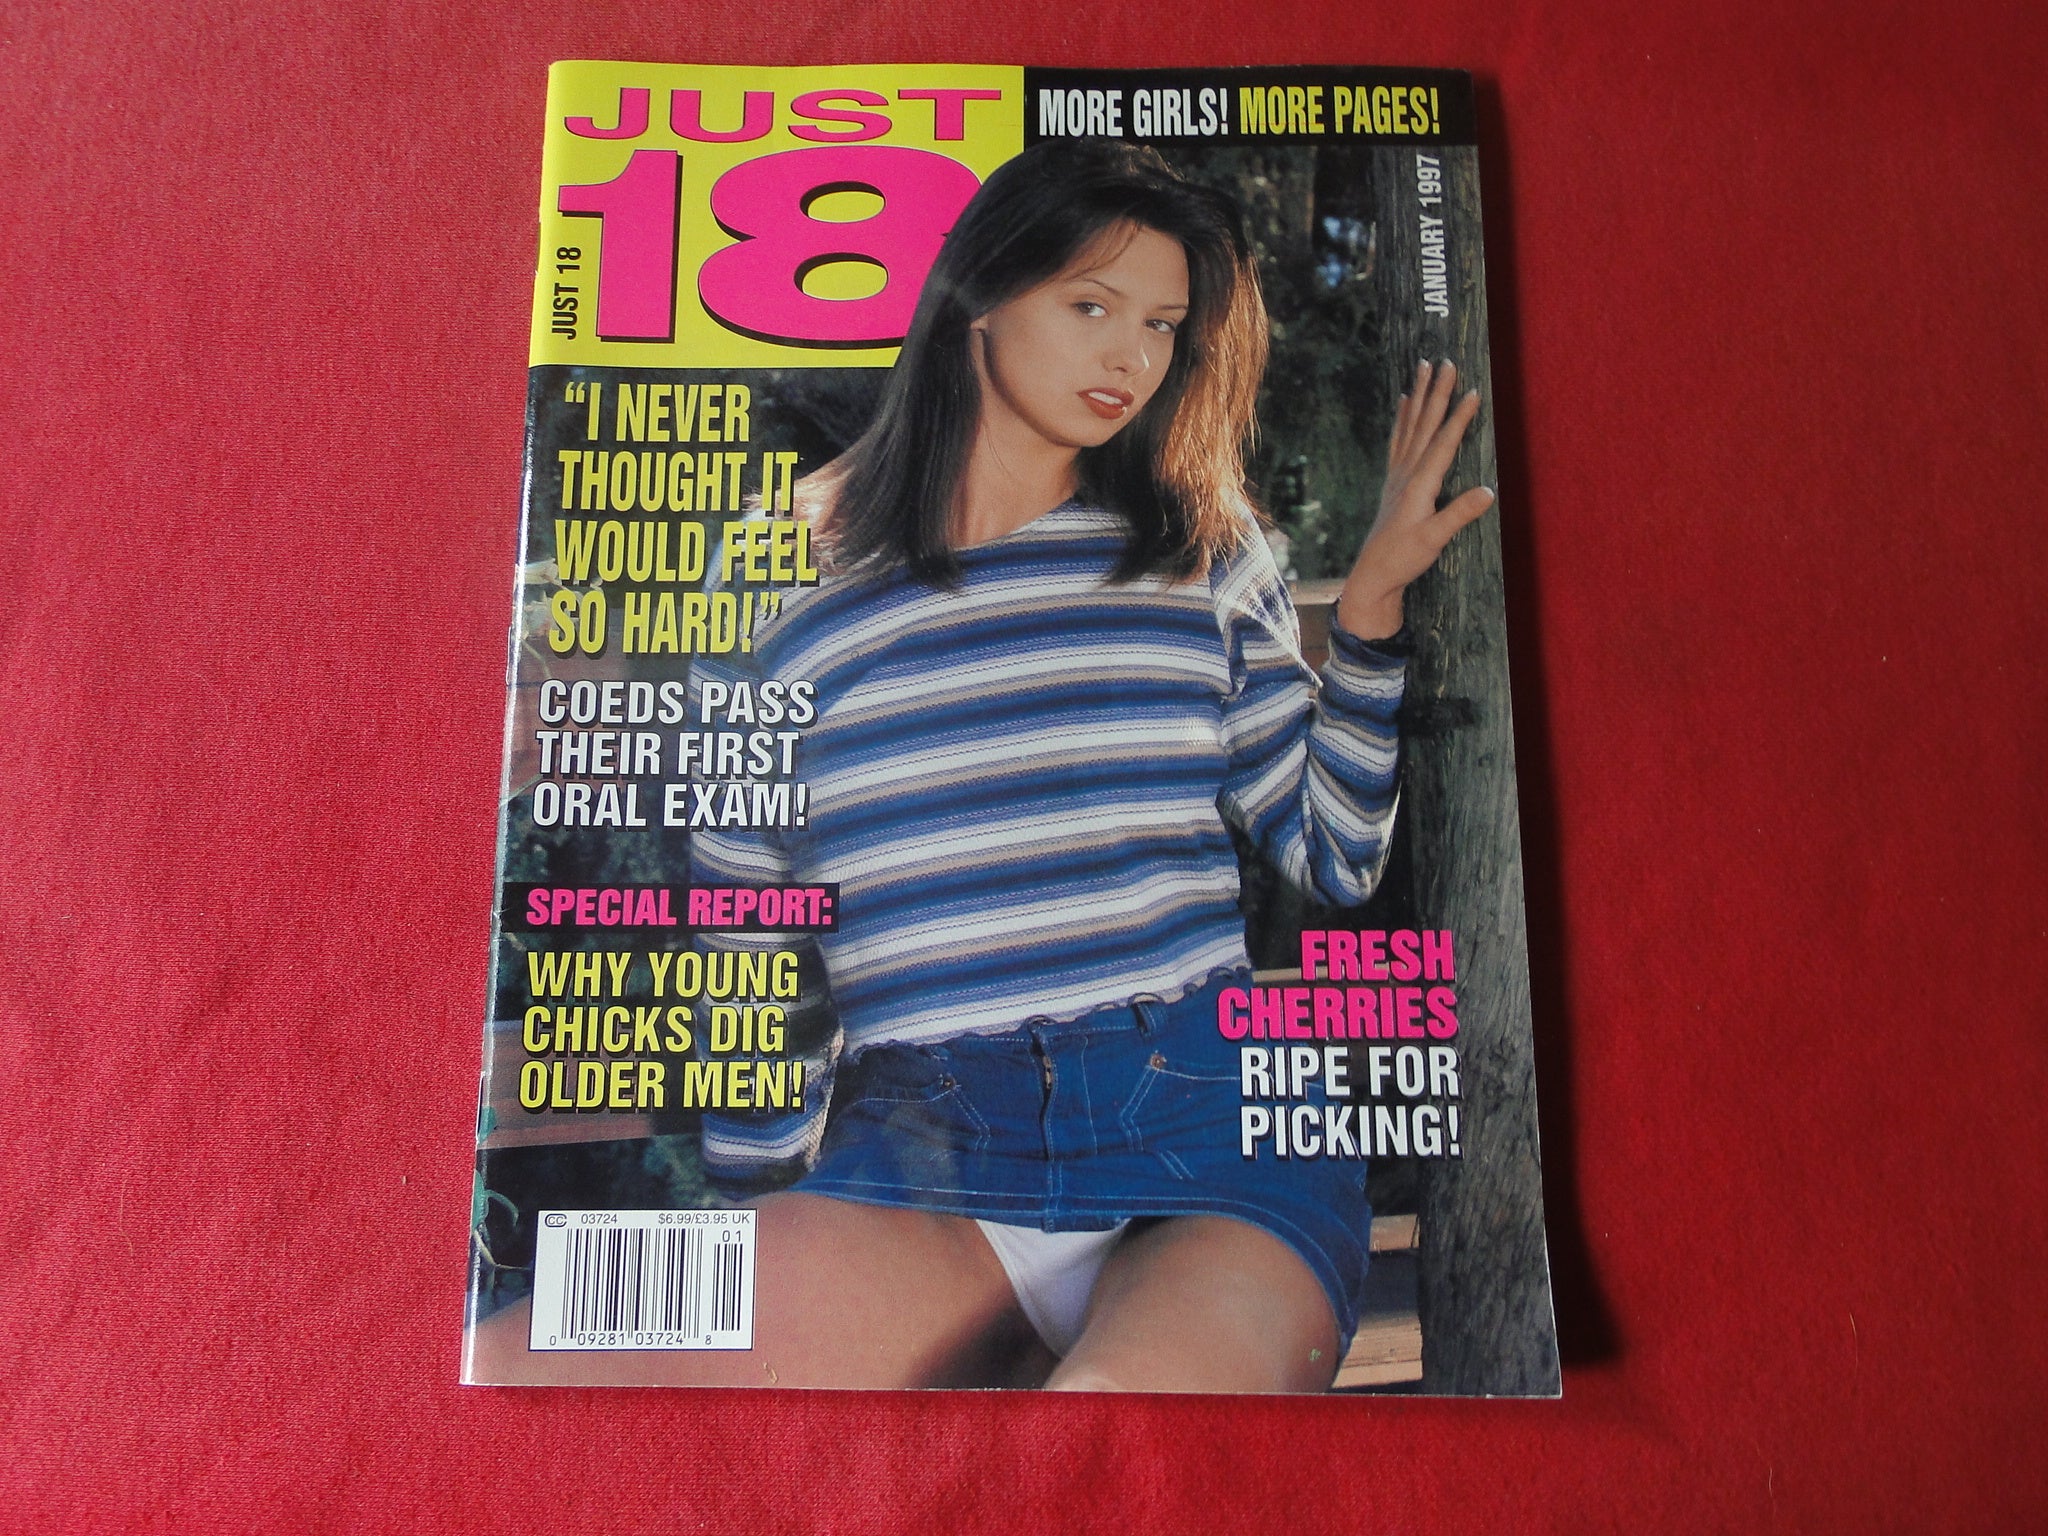 JUST
18
JUST 18
MORE GIRLS! MORE PAGES!
JANUARY 1997
“I NEVER
THOUGHT IT
WOULD FEEL
SO HARD!”
COEDS PASS
THEIR FIRST
ORAL EXAM!
SPECIAL REPORT:
WHY YOUNG
CHICKS DIG
OLDER MEN!
FRESH
CHERRIES
RIPE FOR
PICKING!
CC 03724 $6.99/£3.95 UK
01
0 09281 03724 8